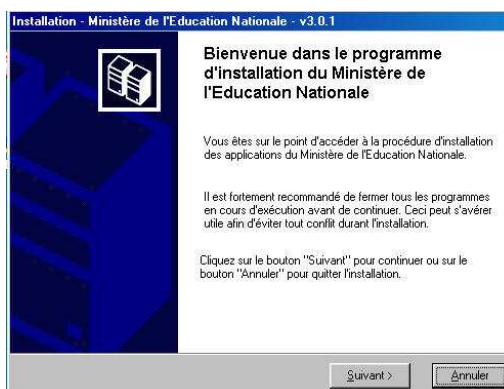 Installation - Ministère de l'Education Nationale - v3.0.1
Bienvenue dans le programme
d'installation du Ministère de
l'Education Nationale
Vous êtes sur le point d'accéder à la procédure d'installation
des applications du Ministère de l'Education Nationale.
Il est fortement recommandé de fermer tous les programmes
en cours d'exécution avant de continuer. Ceci peut s'avérer
utile afin d'éviter tout conflit durant l'installation.
Cliquez sur le bouton "Suivant" pour continuer ou sur le
bouton "Annuler" pour quitter l'installation.
Suivant >
Annuler